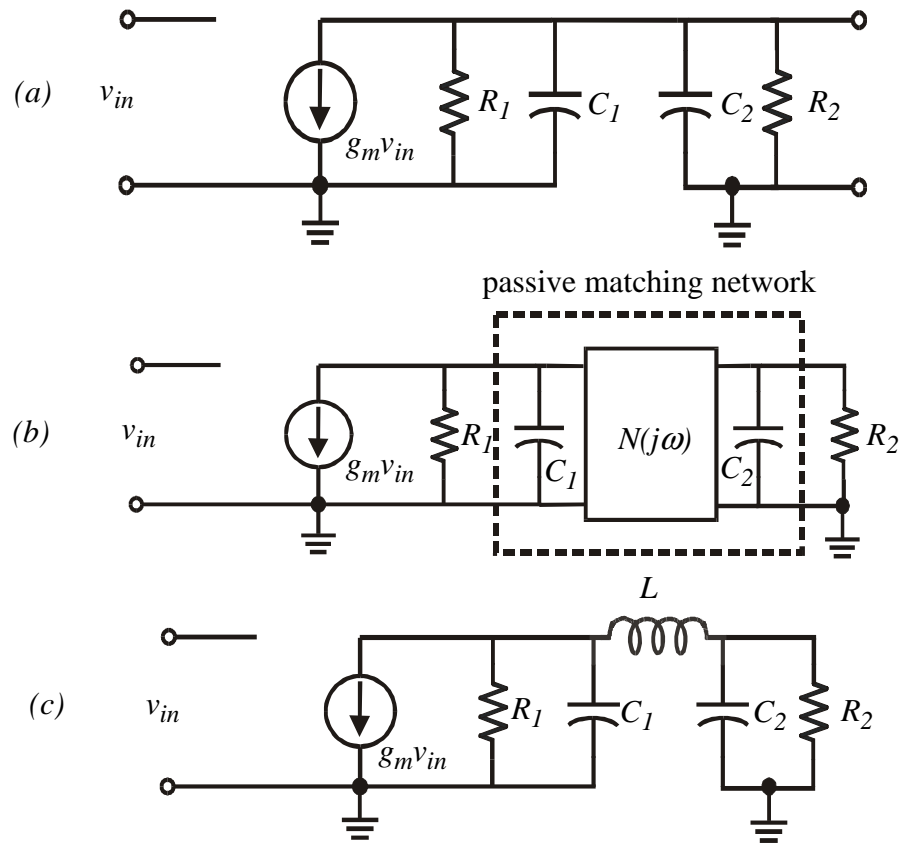 (a) v_in g_m v_in R_1 C_1 C_2 R_2
passive matching network
(b) v_in g_m v_in R_1 C_1 N(jω) C_2 R_2
L
(c) v_in g_m v_in R_1 C_1 C_2 R_2